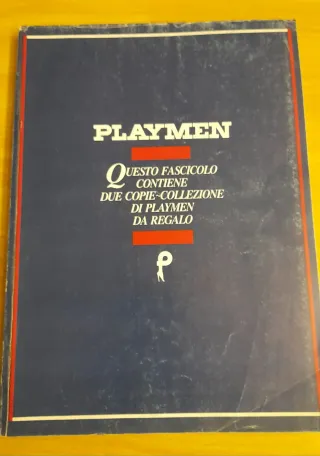 PLAYMEN
QUESTO FASCICOLO
CONTIENE
DUE COPIE-COLLEZIONE
DI PLAYMEN
DA REGALO